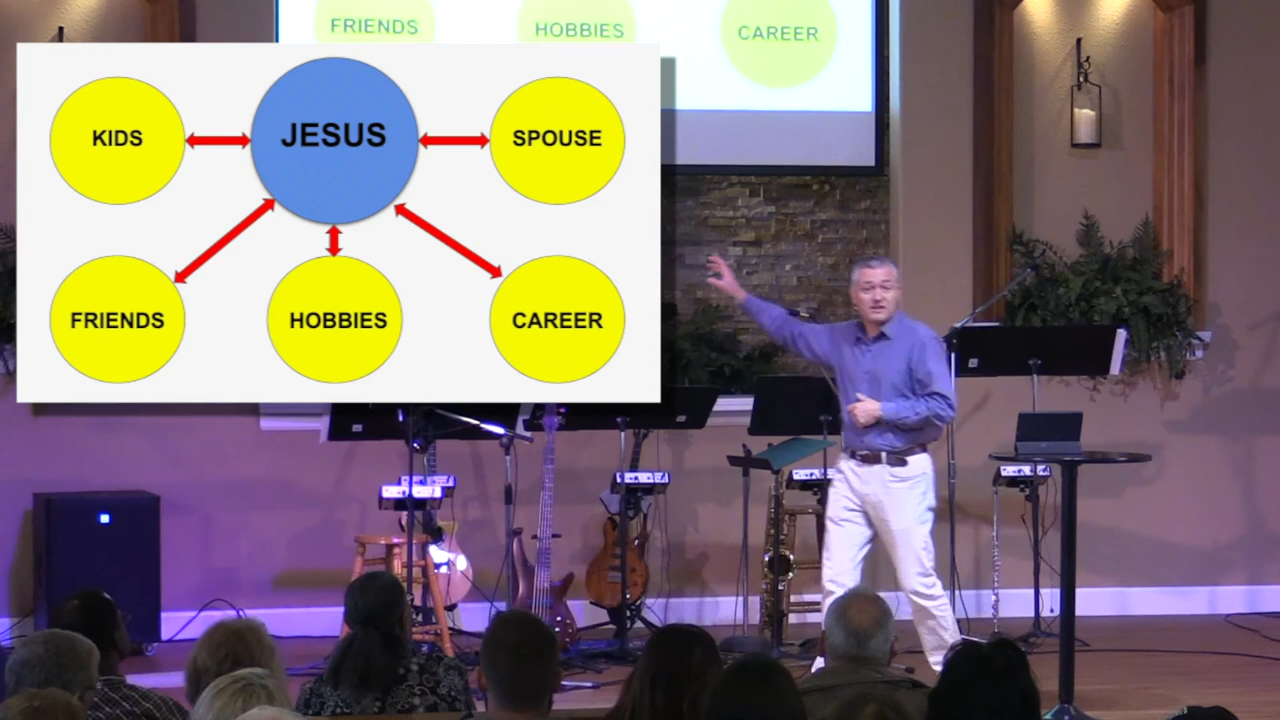 FRIENDS
HOBBIES
CAREER
KIDS
JESUS
SPOUSE
FRIENDS
HOBBIES
CAREER